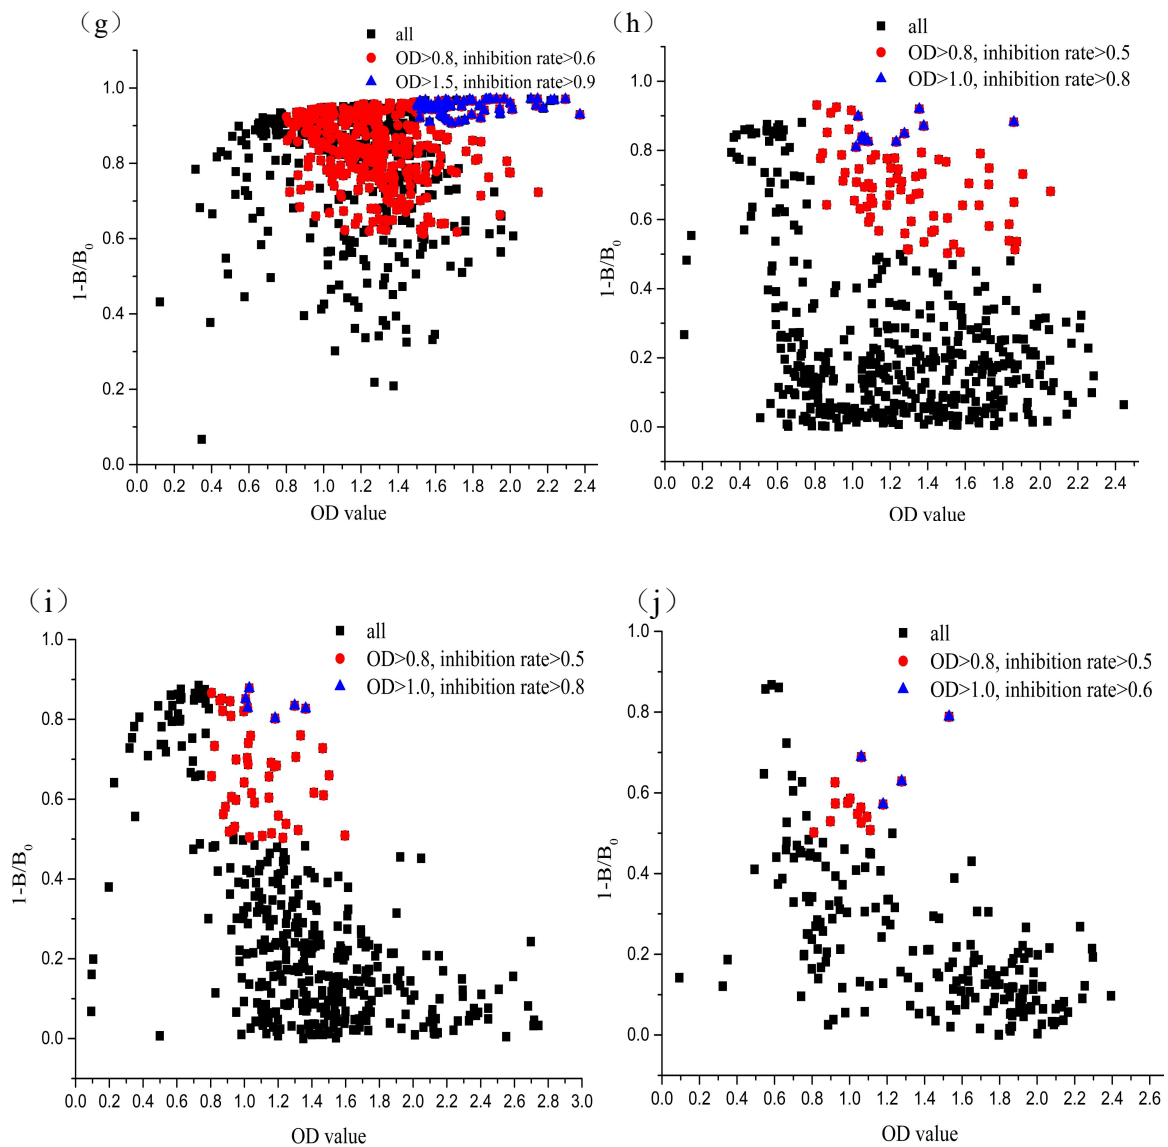 （g）
all
OD>0.8, inhibition rate>0.6
OD>1.5, inhibition rate>0.9
1.0
0.8
0.6
0.4
0.2
0.0
1-B/B₀
0.0 0.2 0.4 0.6 0.8 1.0 1.2 1.4 1.6 1.8 2.0 2.2 2.4
OD value
（h）
all
OD>0.8, inhibition rate>0.5
OD>1.0, inhibition rate>0.8
1.0
0.8
0.6
0.4
0.2
0.0
1-B/B₀
0.0 0.2 0.4 0.6 0.8 1.0 1.2 1.4 1.6 1.8 2.0 2.2 2.4
OD value
（i）
all
OD>0.8, inhibition rate>0.5
OD>1.0, inhibition rate>0.8
1.0
0.8
0.6
0.4
0.2
0.0
1-B/B₀
0.0 0.2 0.4 0.6 0.8 1.0 1.2 1.4 1.6 1.8 2.0 2.2 2.4 2.6 2.8 3.0
OD value
（j）
all
OD>0.8, inhibition rate>0.5
OD>1.0, inhibition rate>0.6
1.0
0.8
0.6
0.4
0.2
0.0
1-B/B₀
0.0 0.2 0.4 0.6 0.8 1.0 1.2 1.4 1.6 1.8 2.0 2.2 2.4 2.6
OD value